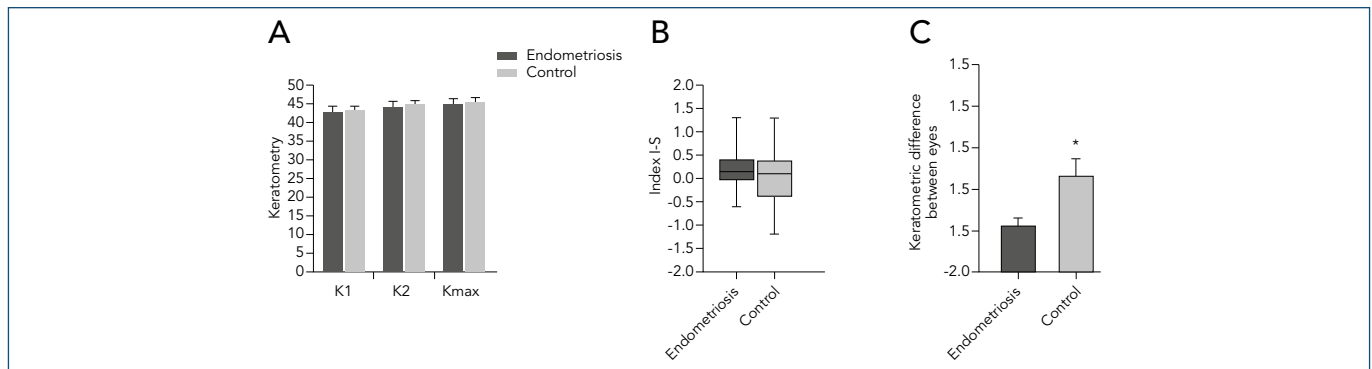 A
Endometriosis
Control
Keratometry
50
45
40
35
30
25
20
15
10
5
0
K1 K2 Kmax
B
Index I-S
2.0
1.5
1.0
0.5
0.0
-0.5
-1.0
-1.5
-2.0
Endometriosis
Control
C
Keratometric difference
between eyes
1.5
1.5
1.5
1.5
1.5
-2.0
*
Endometriosis
Control